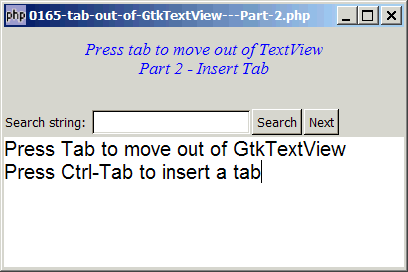 php 0165-tab-out-of-GtkTextView---Part-2.php
Press tab to move out of TextView
Part 2 - Insert Tab
Search string: Search Next
Press Tab to move out of GtkTextView
Press Ctrl-Tab to insert a tab